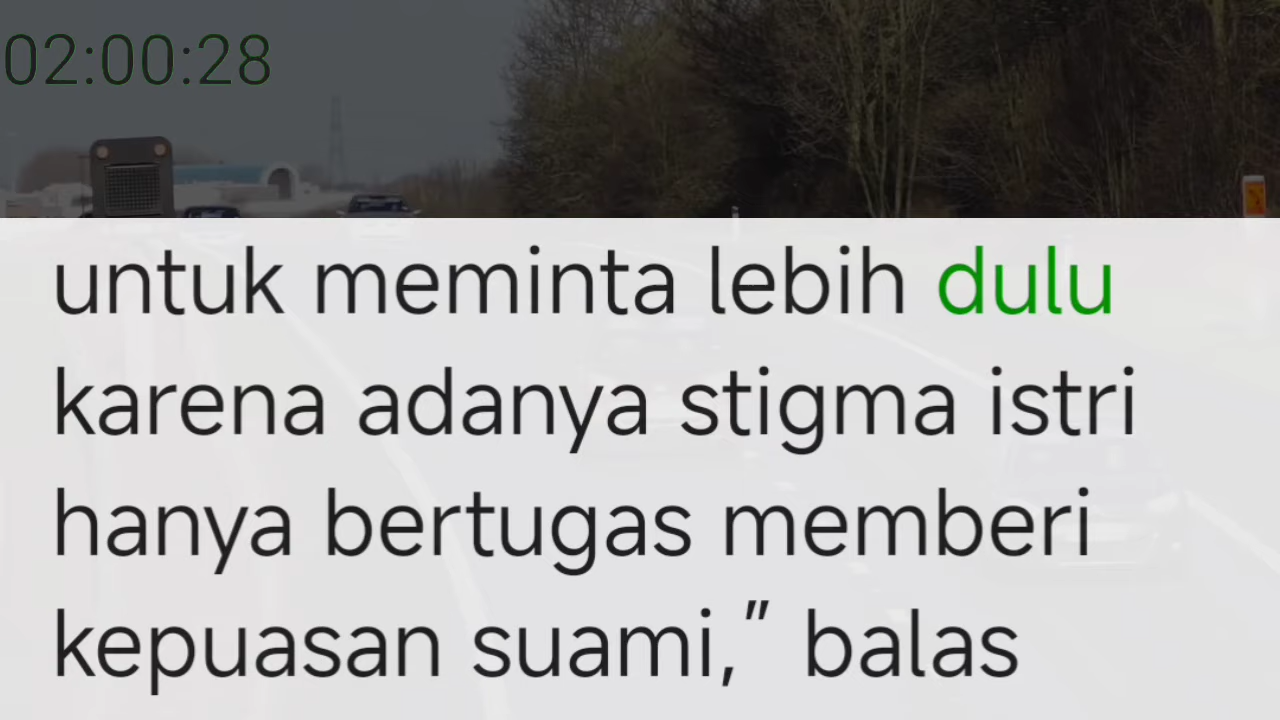 02:00:28
untuk meminta lebih dulu
karena adanya stigma istri
hanya bertugas memberi
kepuasan suami,” balas